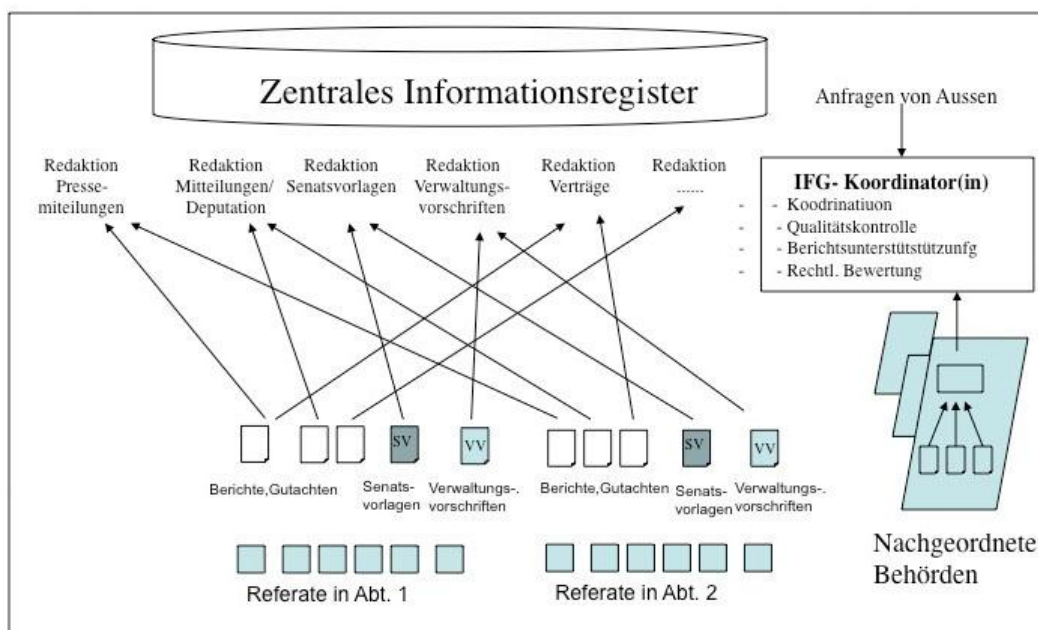 Zentrales Informationsregister
Anfragen von Aussen
Redaktion
Presse-
miteilungen
Redaktion
Mitteilungen/
Deputation
Redaktion
Senatsvorlagen
Redaktion
Verwaltungs-
vorschriften
Redaktion
Verträge
Redaktion
......
IFG- Koordinator(in)
- - Koodrinatiuon
- - Qualitätskontrolle
- - Berichtsunterstütstützunfg
- - Rechtl. Bewertung
SV
VV
SV
VV
Berichte,Gutachten
Senats-
vorlagen
Verwaltungs-.
vorschriften
Berichte,Gutachten
Senats-
vorlagen
Verwaltungs-.
vorschriften
Referate in Abt. 1
Referate in Abt. 2
Nachgeordnete
Behörden